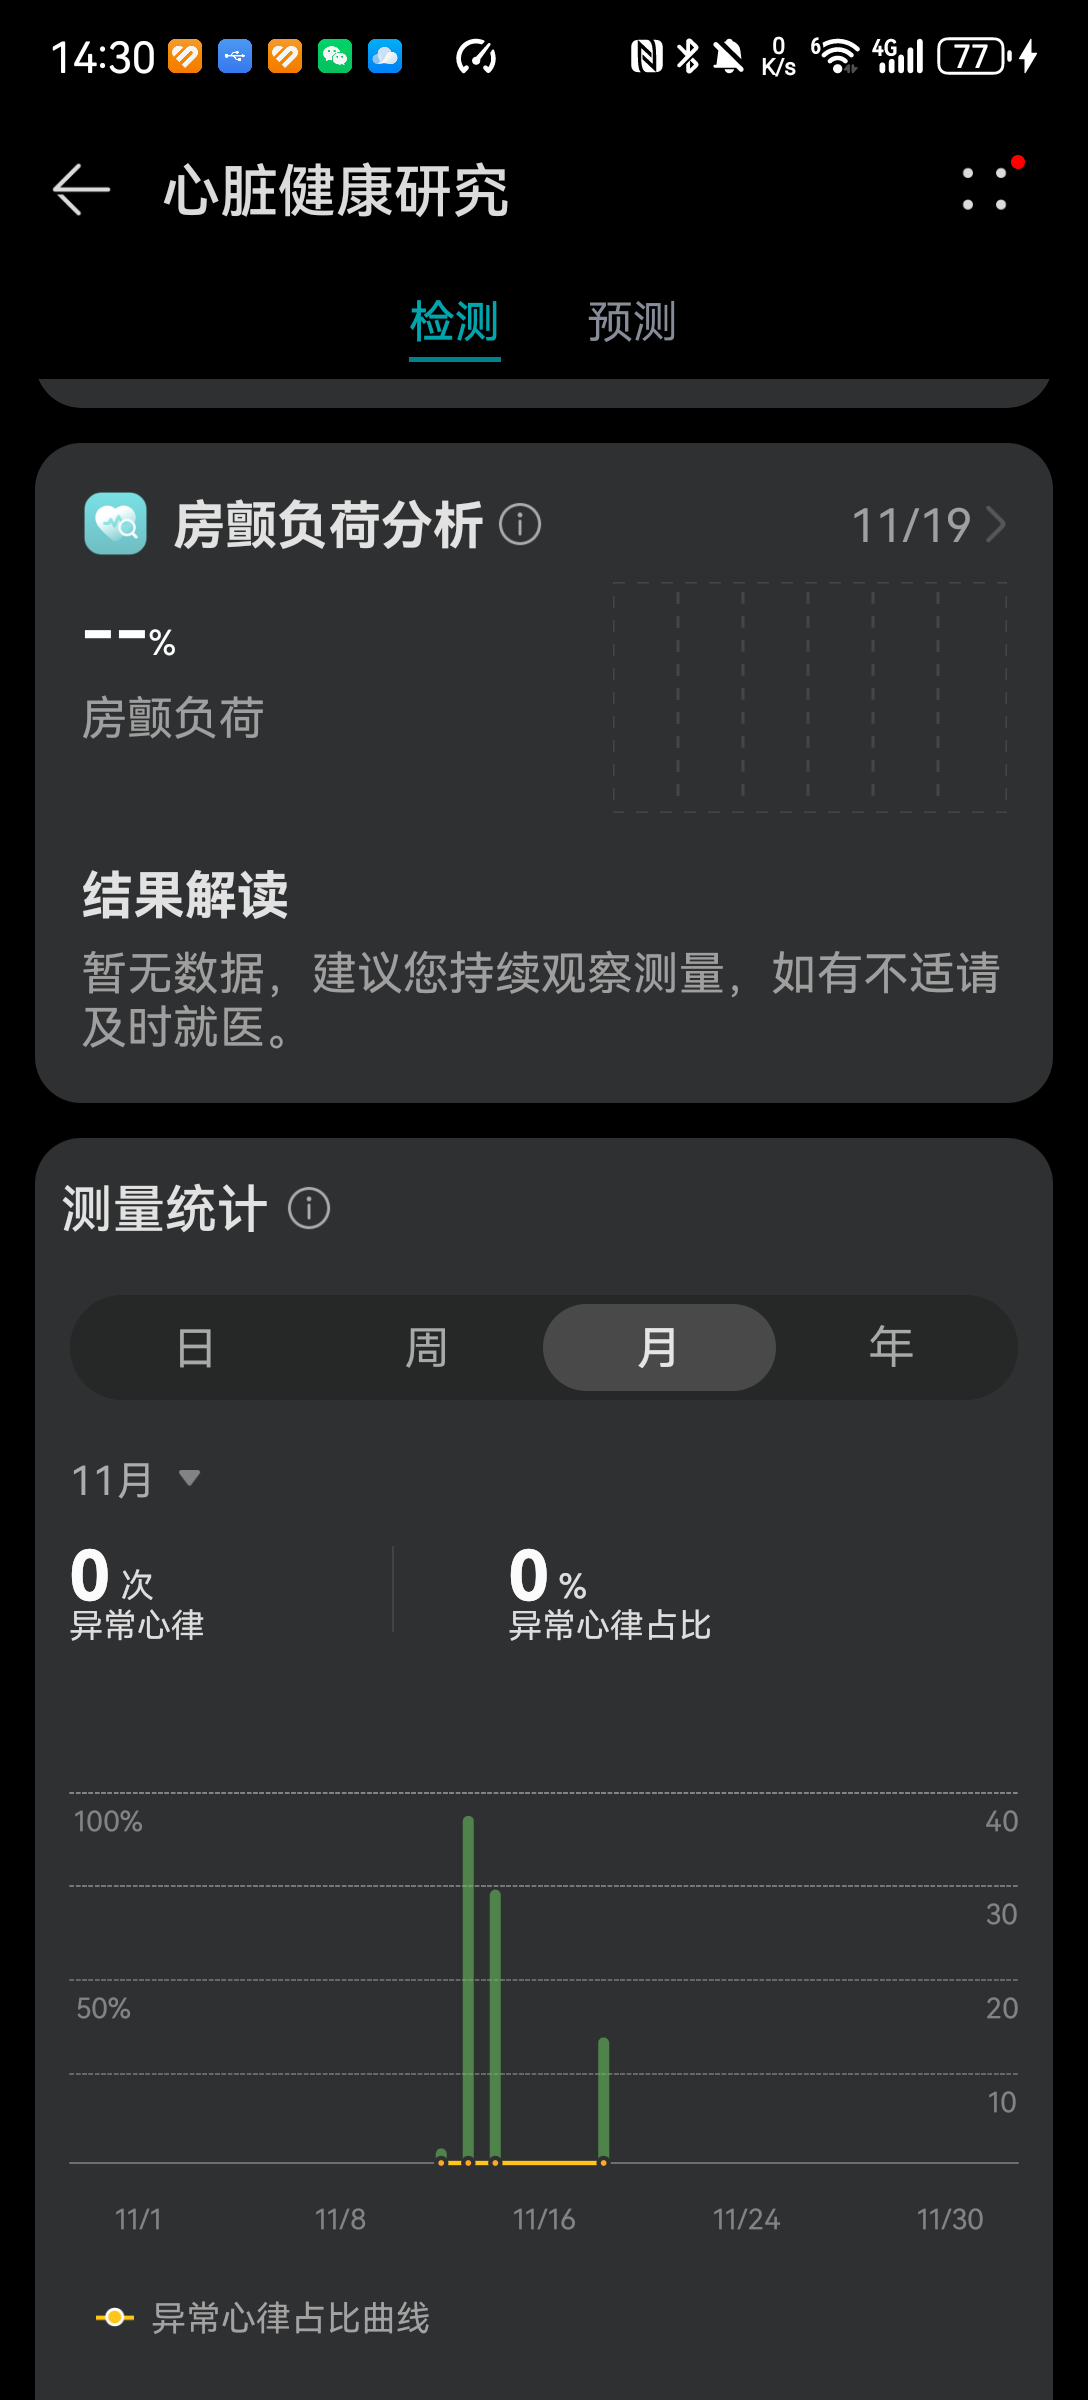 14:30 0 K/s 6 4G 77
心脏健康研究
检测 预测
房颤负荷分析 11/19
--%
房颤负荷
结果解读
暂无数据，建议您持续观察测量，如有不适请
及时就医。
测量统计
日 周 月 年
11月
0 次 0 %
异常心律 异常心律占比
100% 40
30
50% 20
10
11/1 11/8 11/16 11/24 11/30
异常心律占比曲线